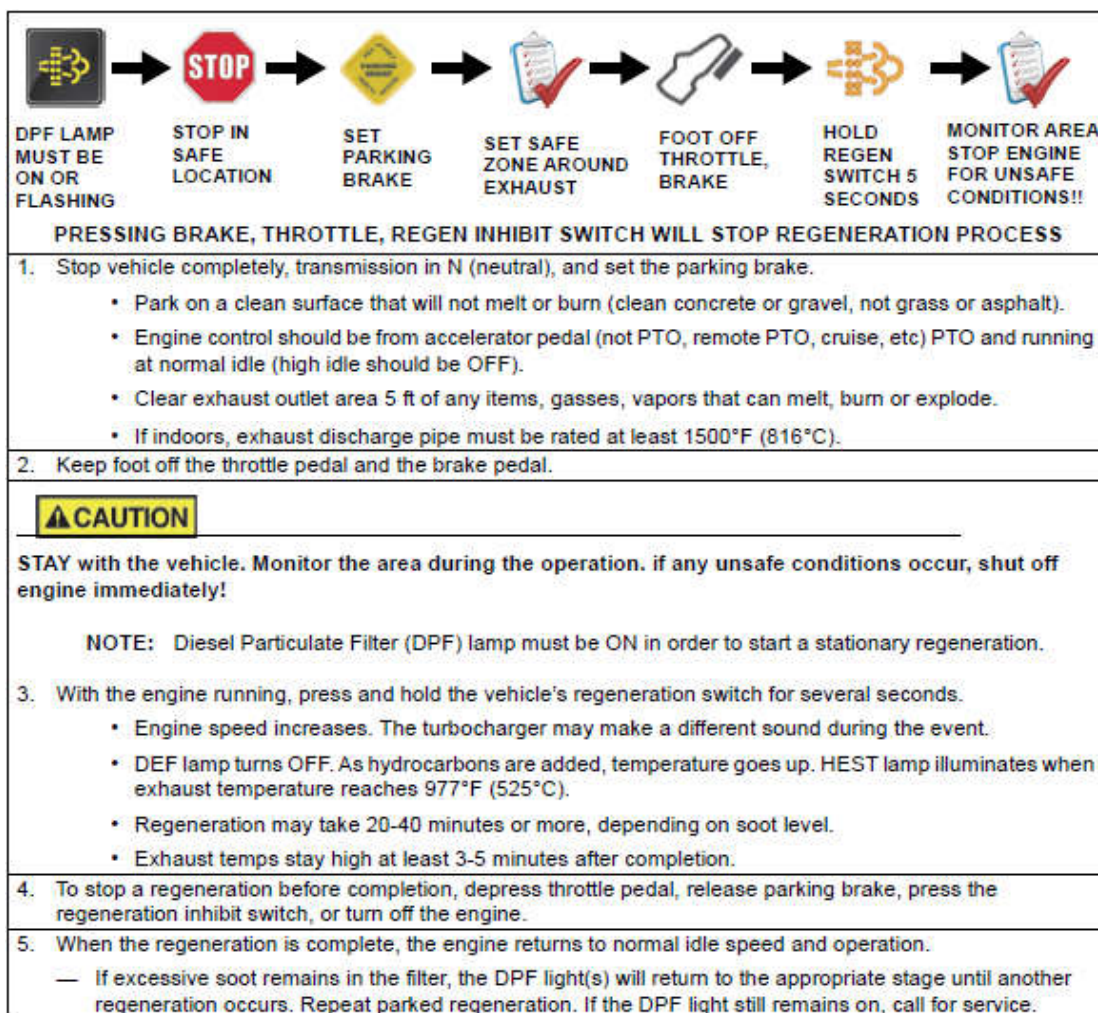 STOP
PARKING
BRAKE
DPF LAMP
MUST BE
ON OR
FLASHING
STOP IN
SAFE
LOCATION
SET
PARKING
BRAKE
SET SAFE
ZONE AROUND
EXHAUST
FOOT OFF
THROTTLE,
BRAKE
HOLD
REGEN
SWITCH 5
SECONDS
MONITOR AREA
STOP ENGINE
FOR UNSAFE
CONDITIONS!!
PRESSING BRAKE, THROTTLE, REGEN INHIBIT SWITCH WILL STOP REGENERATION PROCESS
1. Stop vehicle completely, transmission in N (neutral), and set the parking brake.
• Park on a clean surface that will not melt or burn (clean concrete or gravel, not grass or asphalt).
• Engine control should be from accelerator pedal (not PTO, remote PTO, cruise, etc) PTO and running
at normal idle (high idle should be OFF).
• Clear exhaust outlet area 5 ft of any items, gasses, vapors that can melt, burn or explode.
• If indoors, exhaust discharge pipe must be rated at least 1500°F (816°C).
2. Keep foot off the throttle pedal and the brake pedal.
CAUTION
STAY with the vehicle. Monitor the area during the operation. if any unsafe conditions occur, shut off
engine immediately!
NOTE: Diesel Particulate Filter (DPF) lamp must be ON in order to start a stationary regeneration.
3. With the engine running, press and hold the vehicle's regeneration switch for several seconds.
• Engine speed increases. The turbocharger may make a different sound during the event.
• DEF lamp turns OFF. As hydrocarbons are added, temperature goes up. HEST lamp illuminates when
exhaust temperature reaches 977°F (525°C).
• Regeneration may take 20-40 minutes or more, depending on soot level.
• Exhaust temps stay high at least 3-5 minutes after completion.
4. To stop a regeneration before completion, depress throttle pedal, release parking brake, press the
regeneration inhibit switch, or turn off the engine.
5. When the regeneration is complete, the engine returns to normal idle speed and operation.
— If excessive soot remains in the filter, the DPF light(s) will return to the appropriate stage until another
regeneration occurs. Repeat parked regeneration. If the DPF light still remains on, call for service.